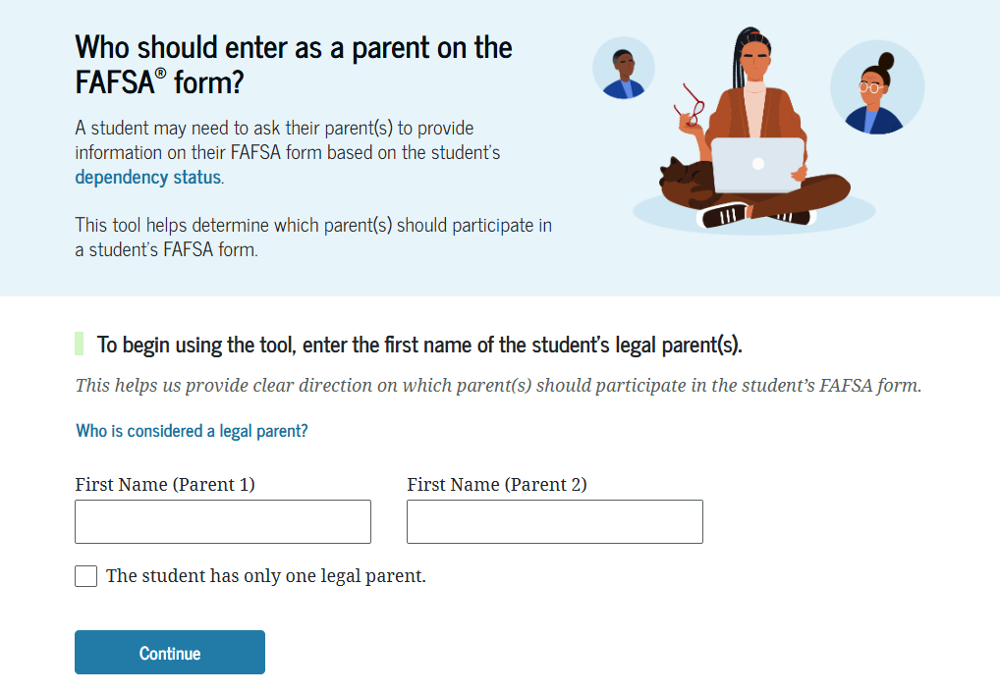 Who should enter as a parent on the
FAFSA® form?
A student may need to ask their parent(s) to provide
information on their FAFSA form based on the student's
dependency status.
This tool helps determine which parent(s) should participate in
a student's FAFSA form.
To begin using the tool, enter the first name of the student's legal parent(s).
This helps us provide clear direction on which parent(s) should participate in the student's FAFSA form.
Who is considered a legal parent?
First Name (Parent 1)
First Name (Parent 2)
The student has only one legal parent.
Continue